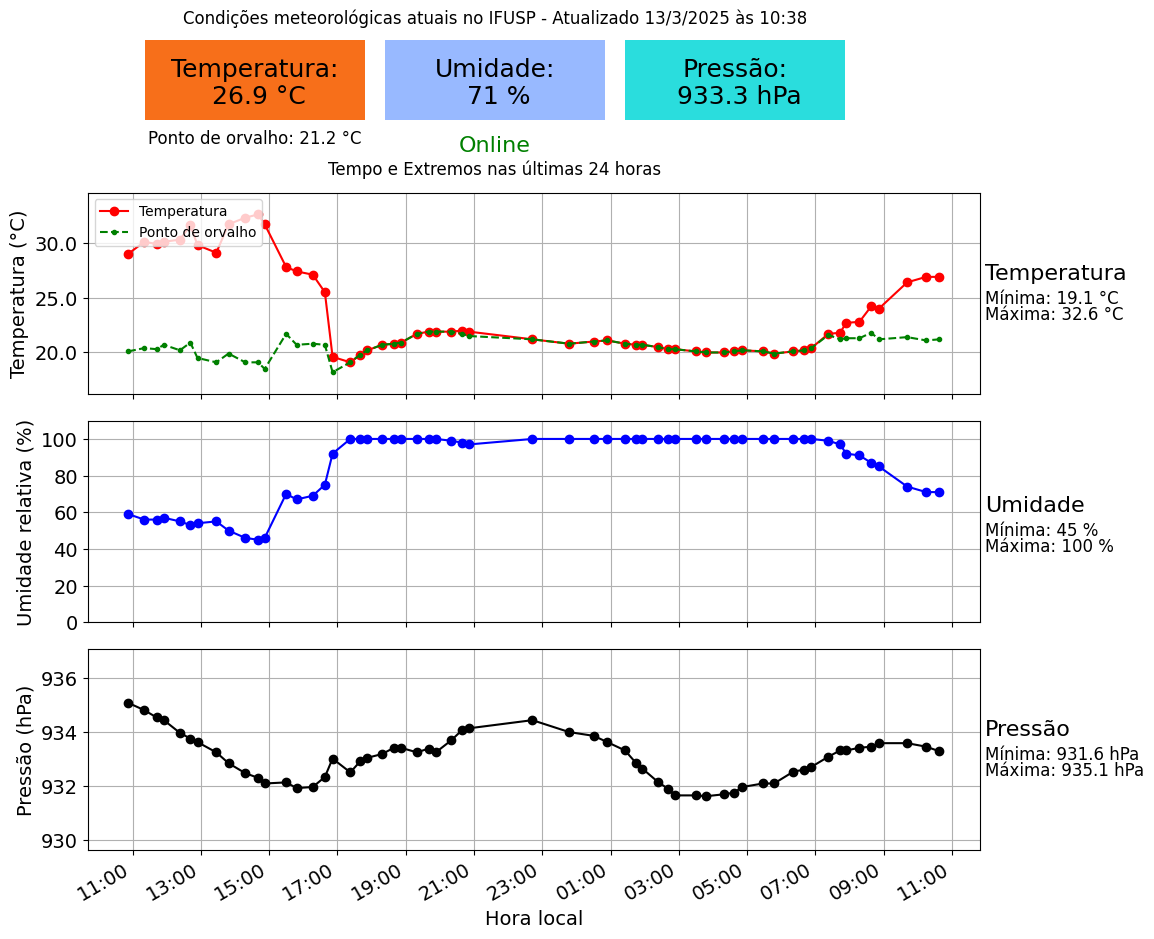 Condições meteorológicas atuais no IFUSP - Atualizado 13/3/2025 às 10:38
Temperatura:
26.9 °C
Umidade:
71 %
Pressão:
933.3 hPa
Ponto de orvalho: 21.2 °C
Online
Tempo e Extremos nas últimas 24 horas
Temperatura (°C)
30.0
25.0
20.0
Temperatura
Ponto de orvalho
Temperatura
Mínima: 19.1 °C
Máxima: 32.6 °C
Umidade relativa (%)
100
80
60
40
20
0
Umidade
Mínima: 45 %
Máxima: 100 %
Pressão (hPa)
936
934
932
930
Pressão
Mínima: 931.6 hPa
Máxima: 935.1 hPa
11:00
13:00
15:00
17:00
19:00
21:00
23:00
01:00
03:00
05:00
07:00
09:00
11:00
Hora local